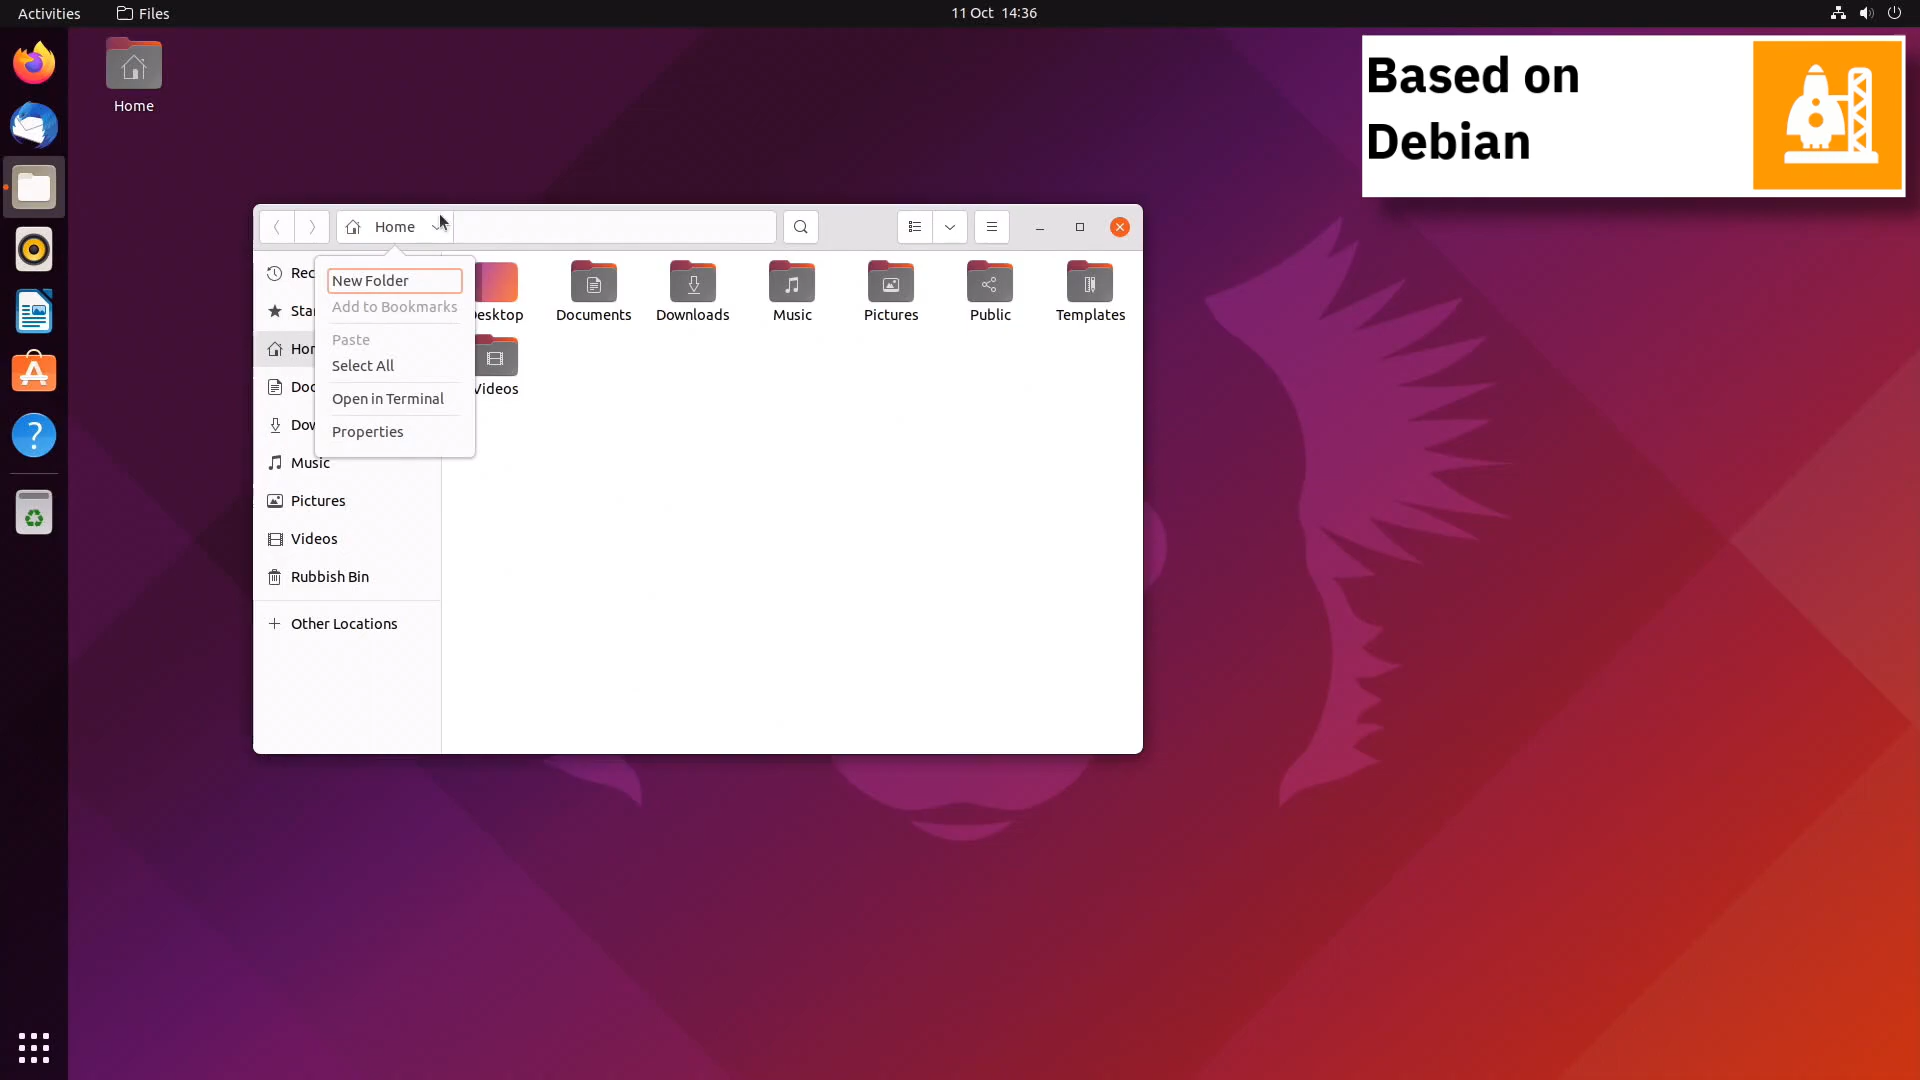 Activities
Files
11 Oct 14:36
Home
Based on
Debian
Home
Rec
Star
Hor
Doc
Dow
Music
Pictures
Videos
Rubbish Bin
Other Locations
New Folder
Add to Bookmarks
Paste
Select All
Open in Terminal
Properties
esktop
Documents
Downloads
Music
Pictures
Public
Templates
Videos